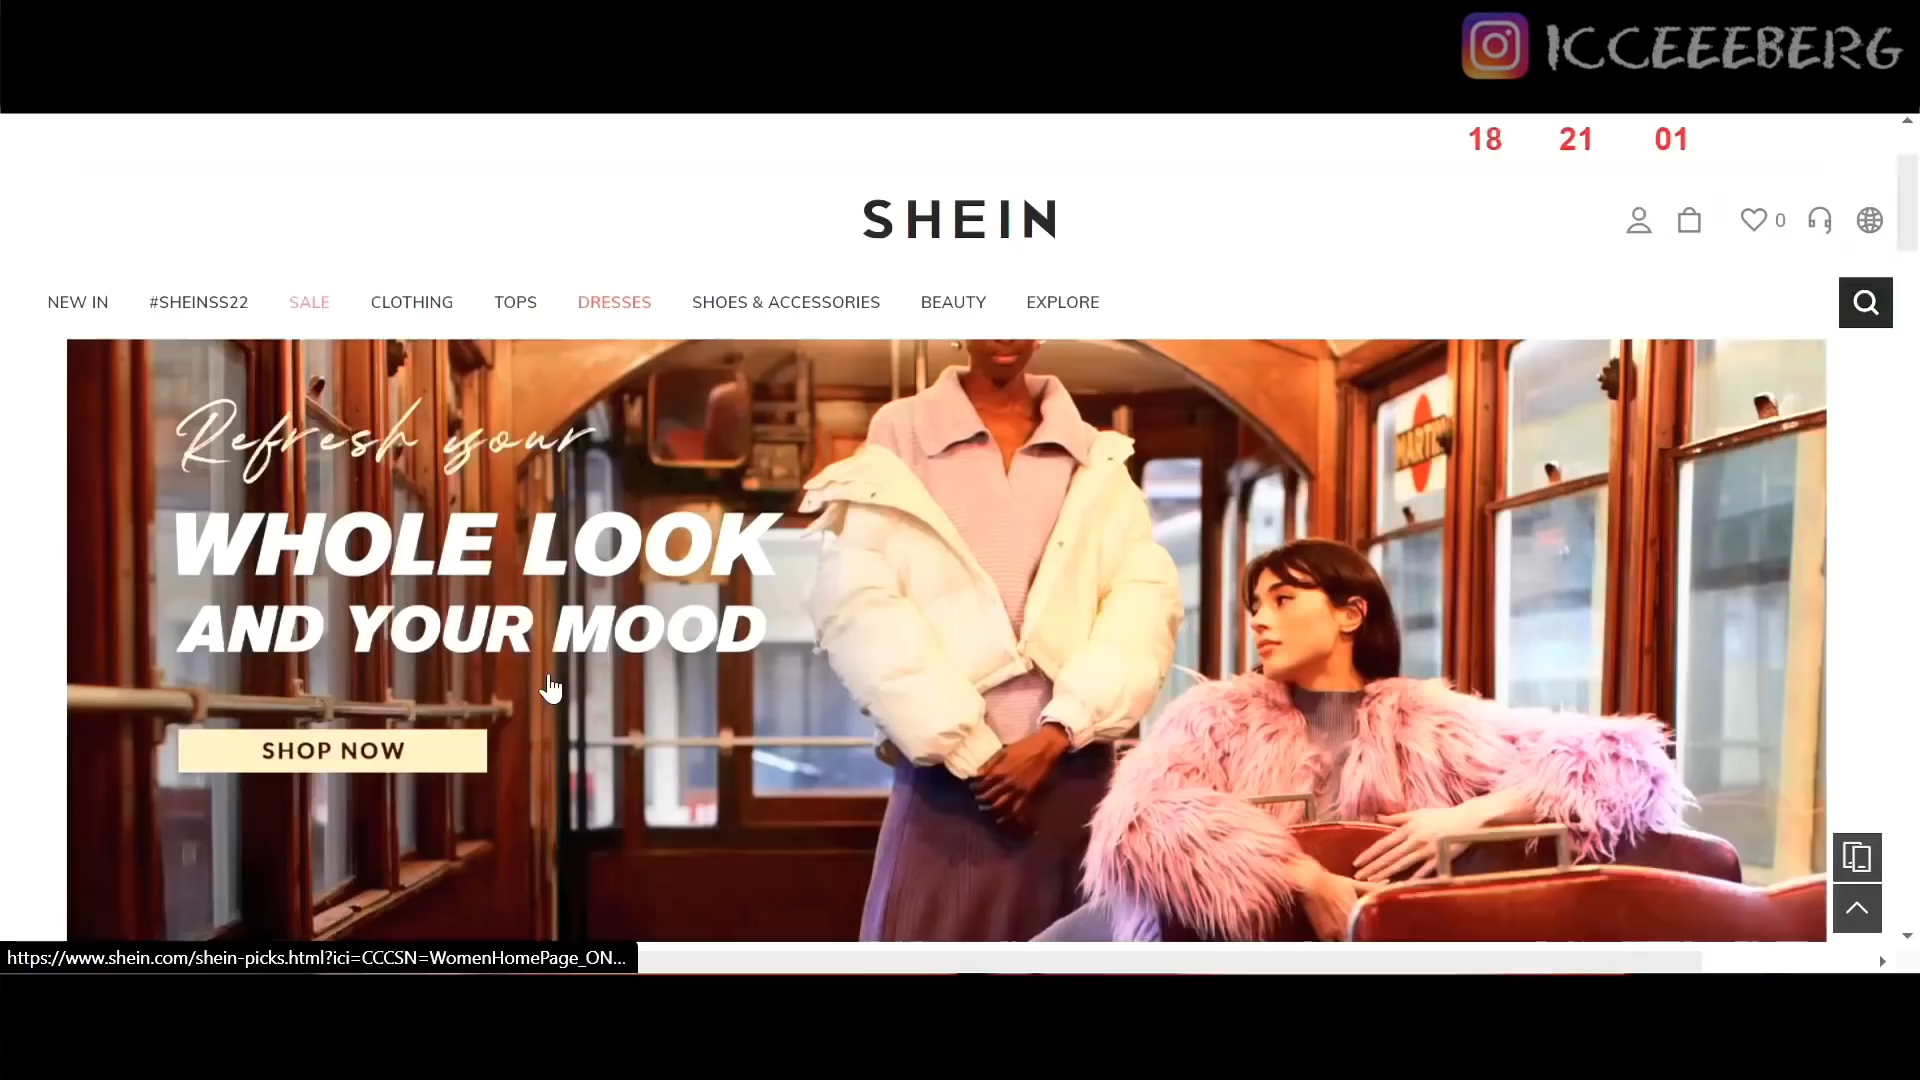 ICCEEEBERG
18 21 01
SHEIN
0
NEW IN #SHEINSS22 SALE CLOTHING TOPS DRESSES SHOES & ACCESSORIES BEAUTY EXPLORE
Refresh your
WHOLE LOOK
AND YOUR MOOD
MARTINI
SHOP NOW
https://www.shein.com/shein-picks.html?ici=CCCSN=WomenHomePage_ON...